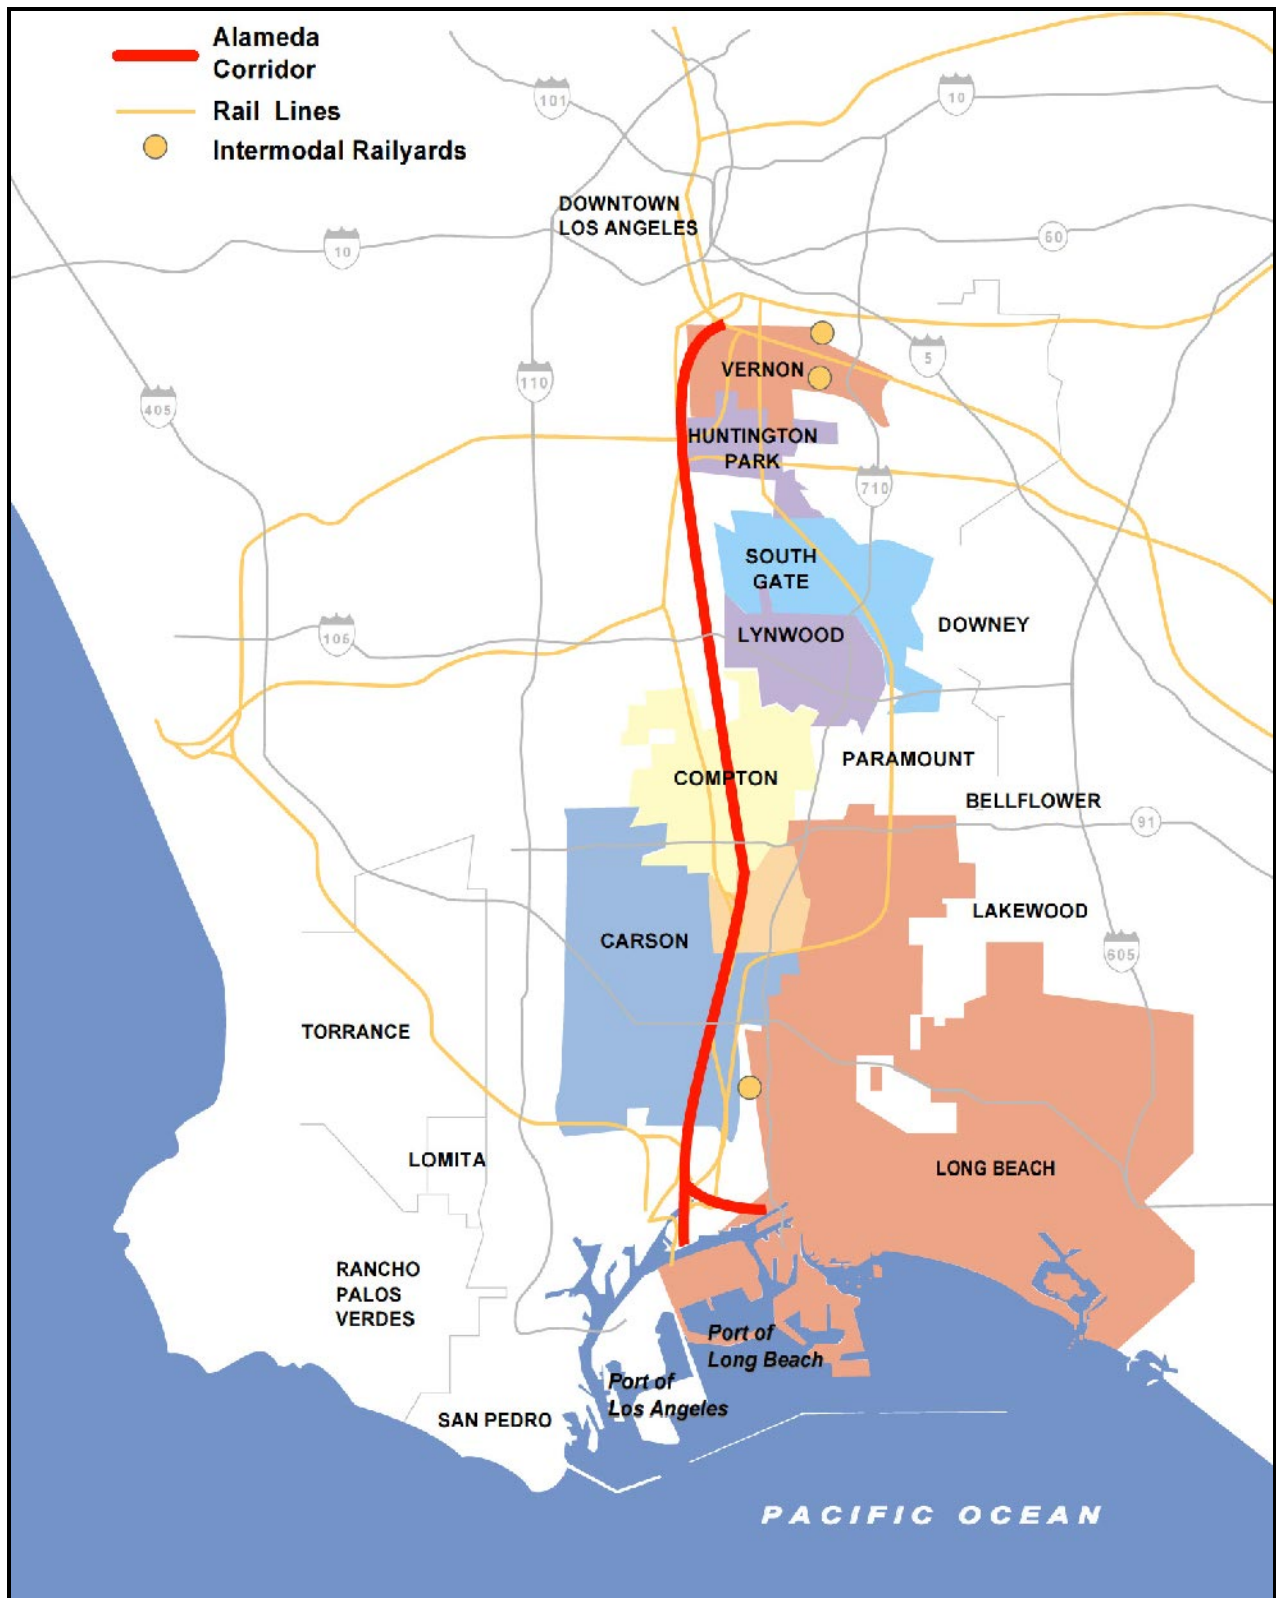 Alameda
Corridor
Rail Lines
Intermodal Railyards
101
10
DOWNTOWN
LOS ANGELES
10
60
5
VERNON
110
405
HUNTINGTON
PARK
710
SOUTH
GATE
105
LYNWOOD
DOWNEY
PARAMOUNT
COMPTON
BELLFLOWER
91
LAKEWOOD
CARSON
605
TORRANCE
LOMITA
LONG BEACH
RANCHO
PALOS
VERDES
Port of
Long Beach
Port of
Los Angeles
SAN PEDRO
PACIFIC OCEAN